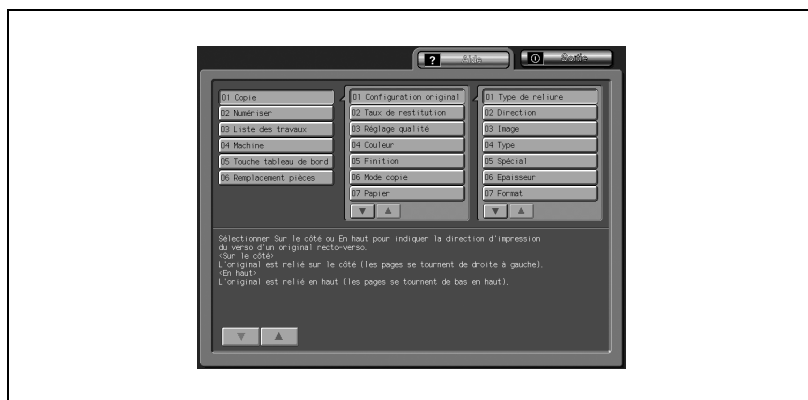 ? Aide
Sortie
01 Copie
02 Numériser
03 Liste des travaux
04 Machine
05 Touche tableau de bord
06 Remplacement pièces
01 Configuration original
02 Taux de restitution
03 Réglage qualité
04 Couleur
05 Finition
06 Mode copie
07 Papier
01 Type de reliure
02 Direction
03 Image
04 Type
05 Spécial
06 Epaisseur
07 Format
Sélectionner Sur le côté ou En haut pour indiquer la direction d'impression
du verso d'un original recto-verso.
<Sur le côté>
L'original est relié sur le côté (les pages se tournent de droite à gauche).
<En haut>
L'original est relié en haut (les pages se tournent de bas en haut).